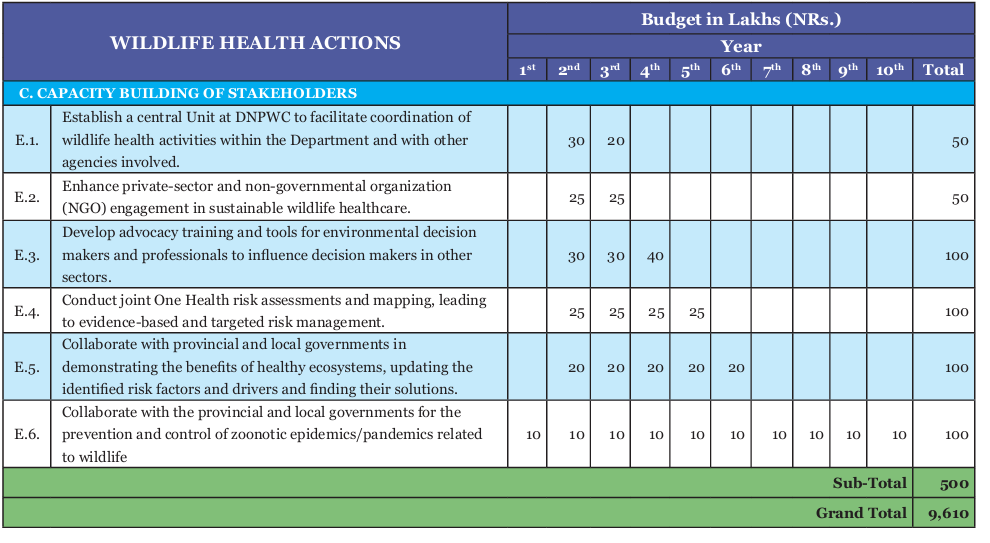 WILDLIFE HEALTH ACTIONS
Budget in Lakhs (NRs.)
Year
1st 2nd 3rd 4th 5th 6th 7th 8th 9th 10th Total
C. CAPACITY BUILDING OF STAKEHOLDERS
Establish a central Unit at DNPWC to facilitate coordination of
E.1. wildlife health activities within the Department and with other 30 20 50
agencies involved.
Enhance private-sector and non-governmental organization
E.2. (NGO) engagement in sustainable wildlife healthcare. 25 25 50
Develop advocacy training and tools for environmental decision
E.3. makers and professionals to influence decision makers in other 30 30 40 100
sectors.
Conduct joint One Health risk assessments and mapping, leading
E.4. to evidence-based and targeted risk management. 25 25 25 25 100
Collaborate with provincial and local governments in
E.5. demonstrating the benefits of healthy ecosystems, updating the 20 20 20 20 20 100
identified risk factors and drivers and finding their solutions.
Collaborate with the provincial and local governments for the
E.6. prevention and control of zoonotic epidemics/pandemics related 10 10 10 10 10 10 10 10 10 10 100
to wildlife
Sub-Total 500
Grand Total 9,610